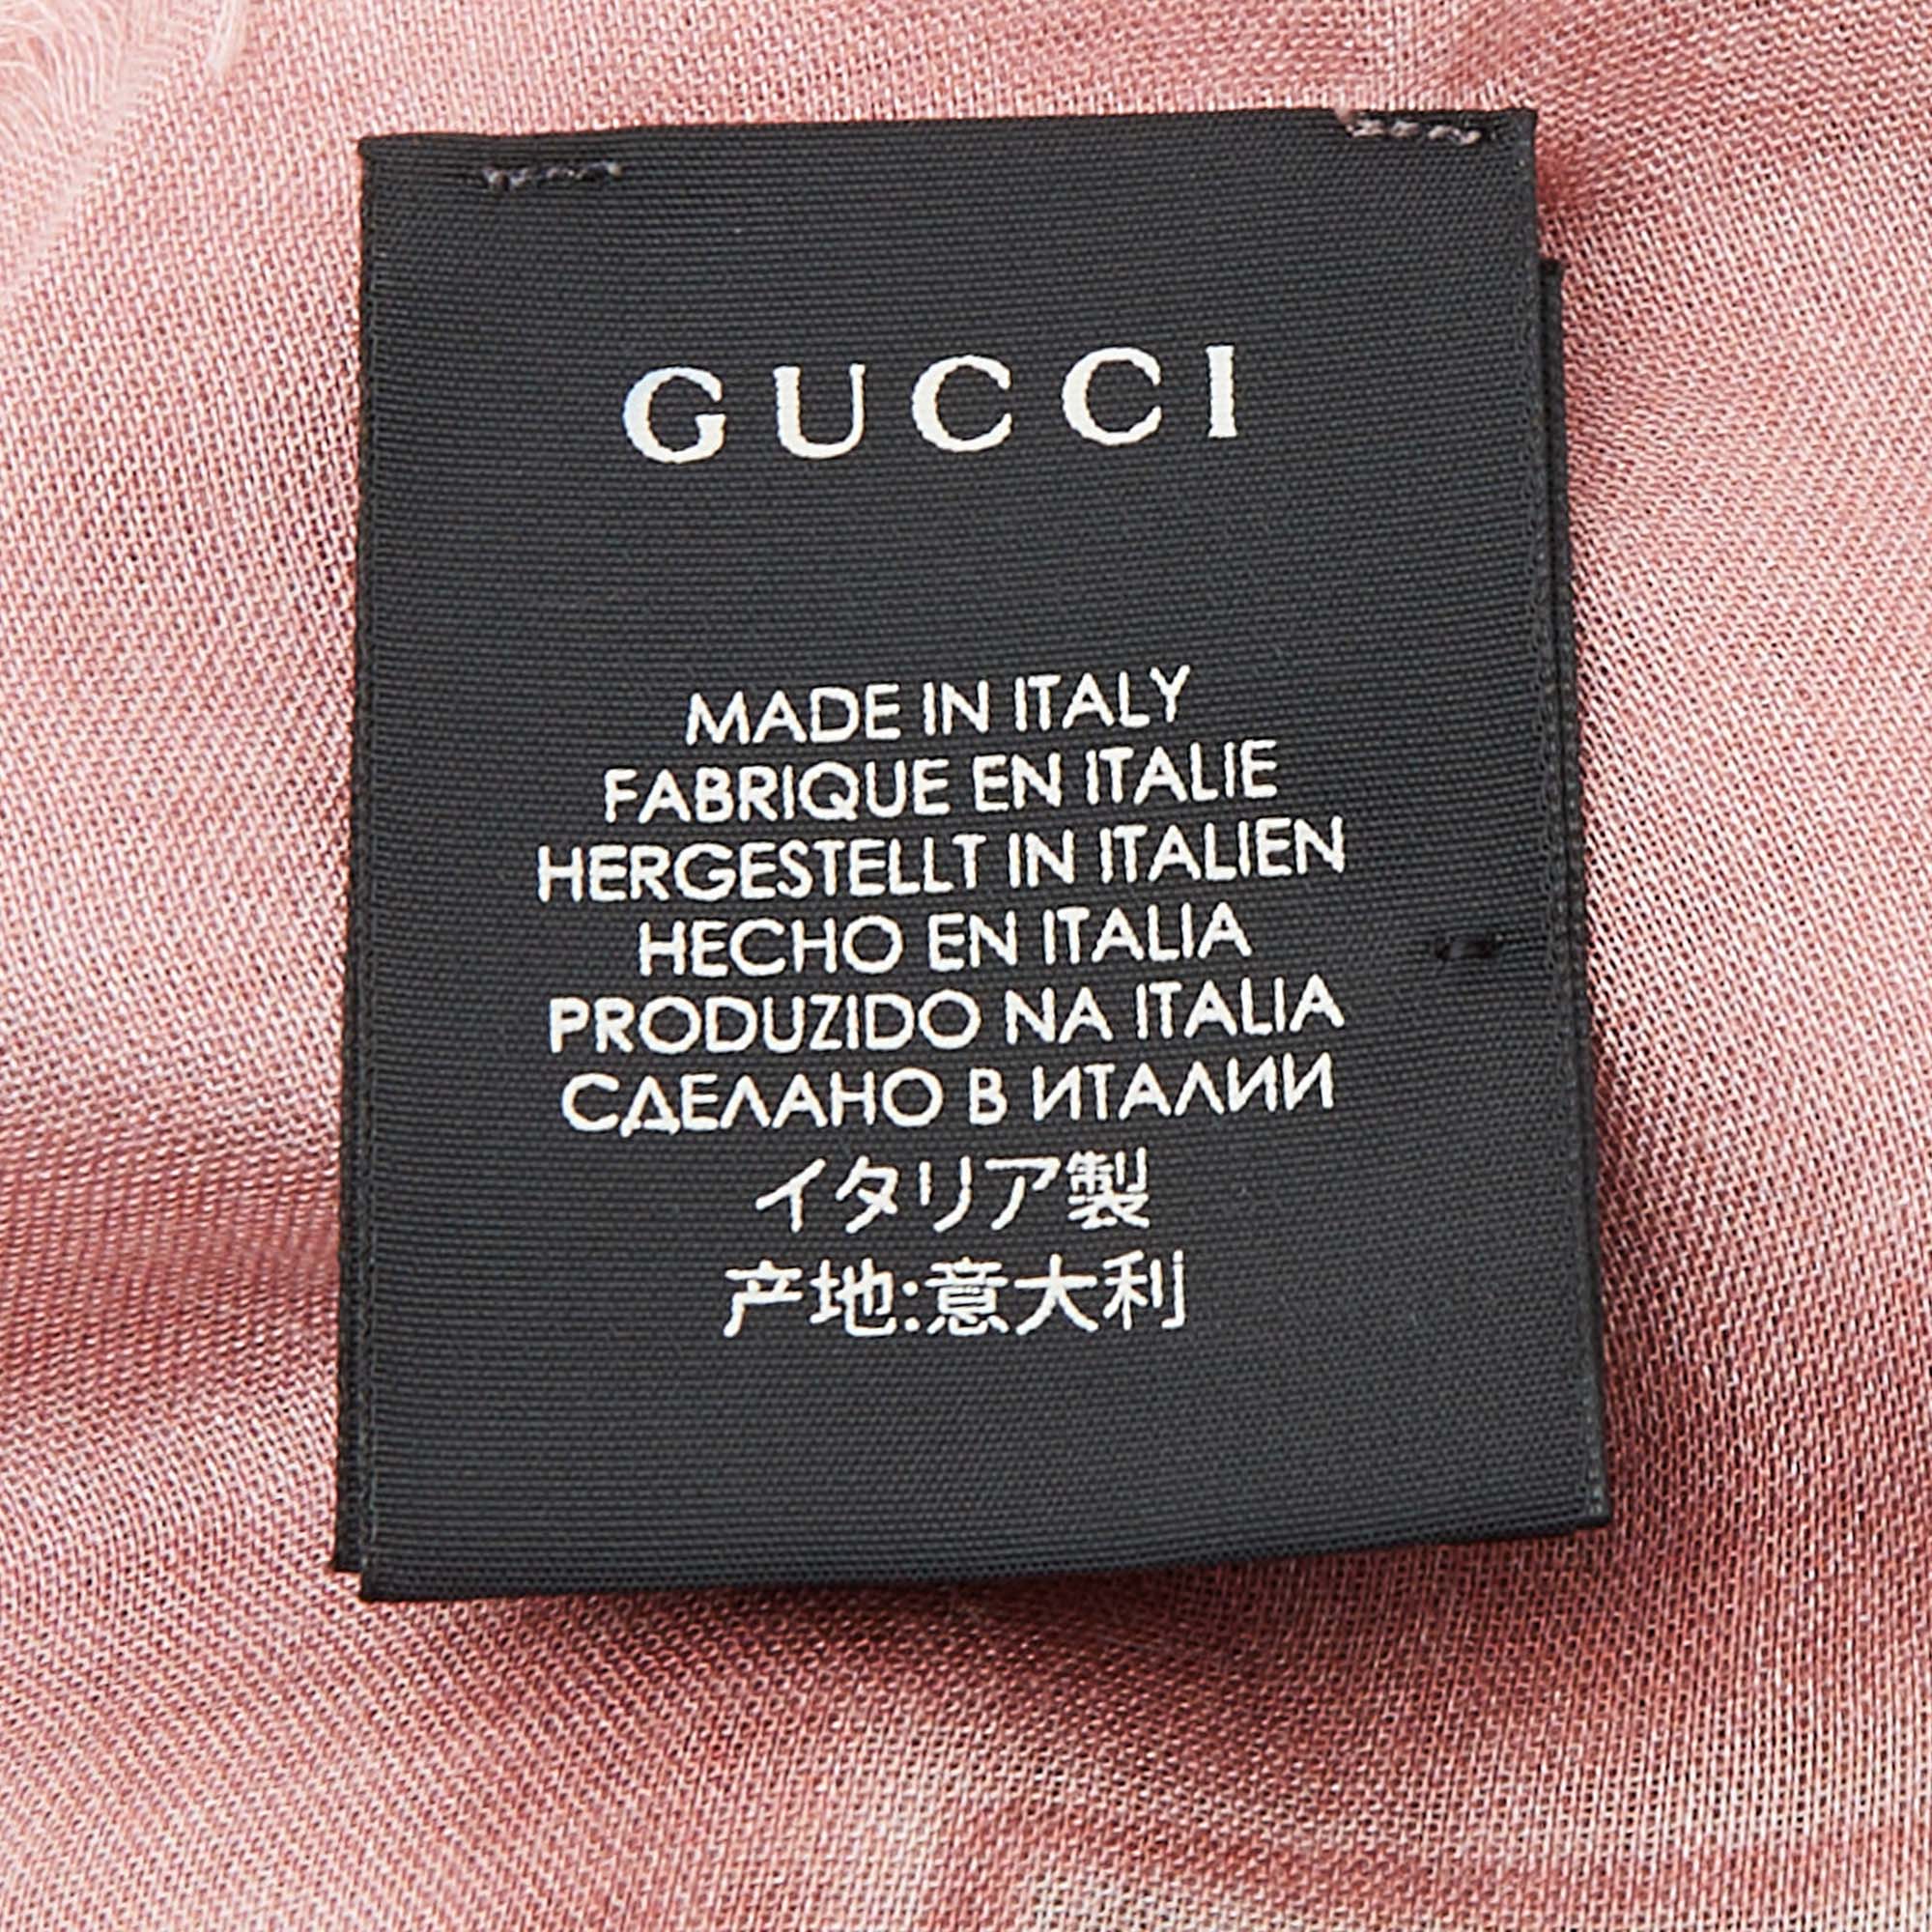 GUCCI
MADE IN ITALY
FABRIQUE EN ITALIE
HERGESTELLT IN ITALIEN
HECHO EN ITALIA
PRODUZIDO NA ITALIA
СДЕЛАНО В ИТАЛИИ
イタリア製
产地:意大利